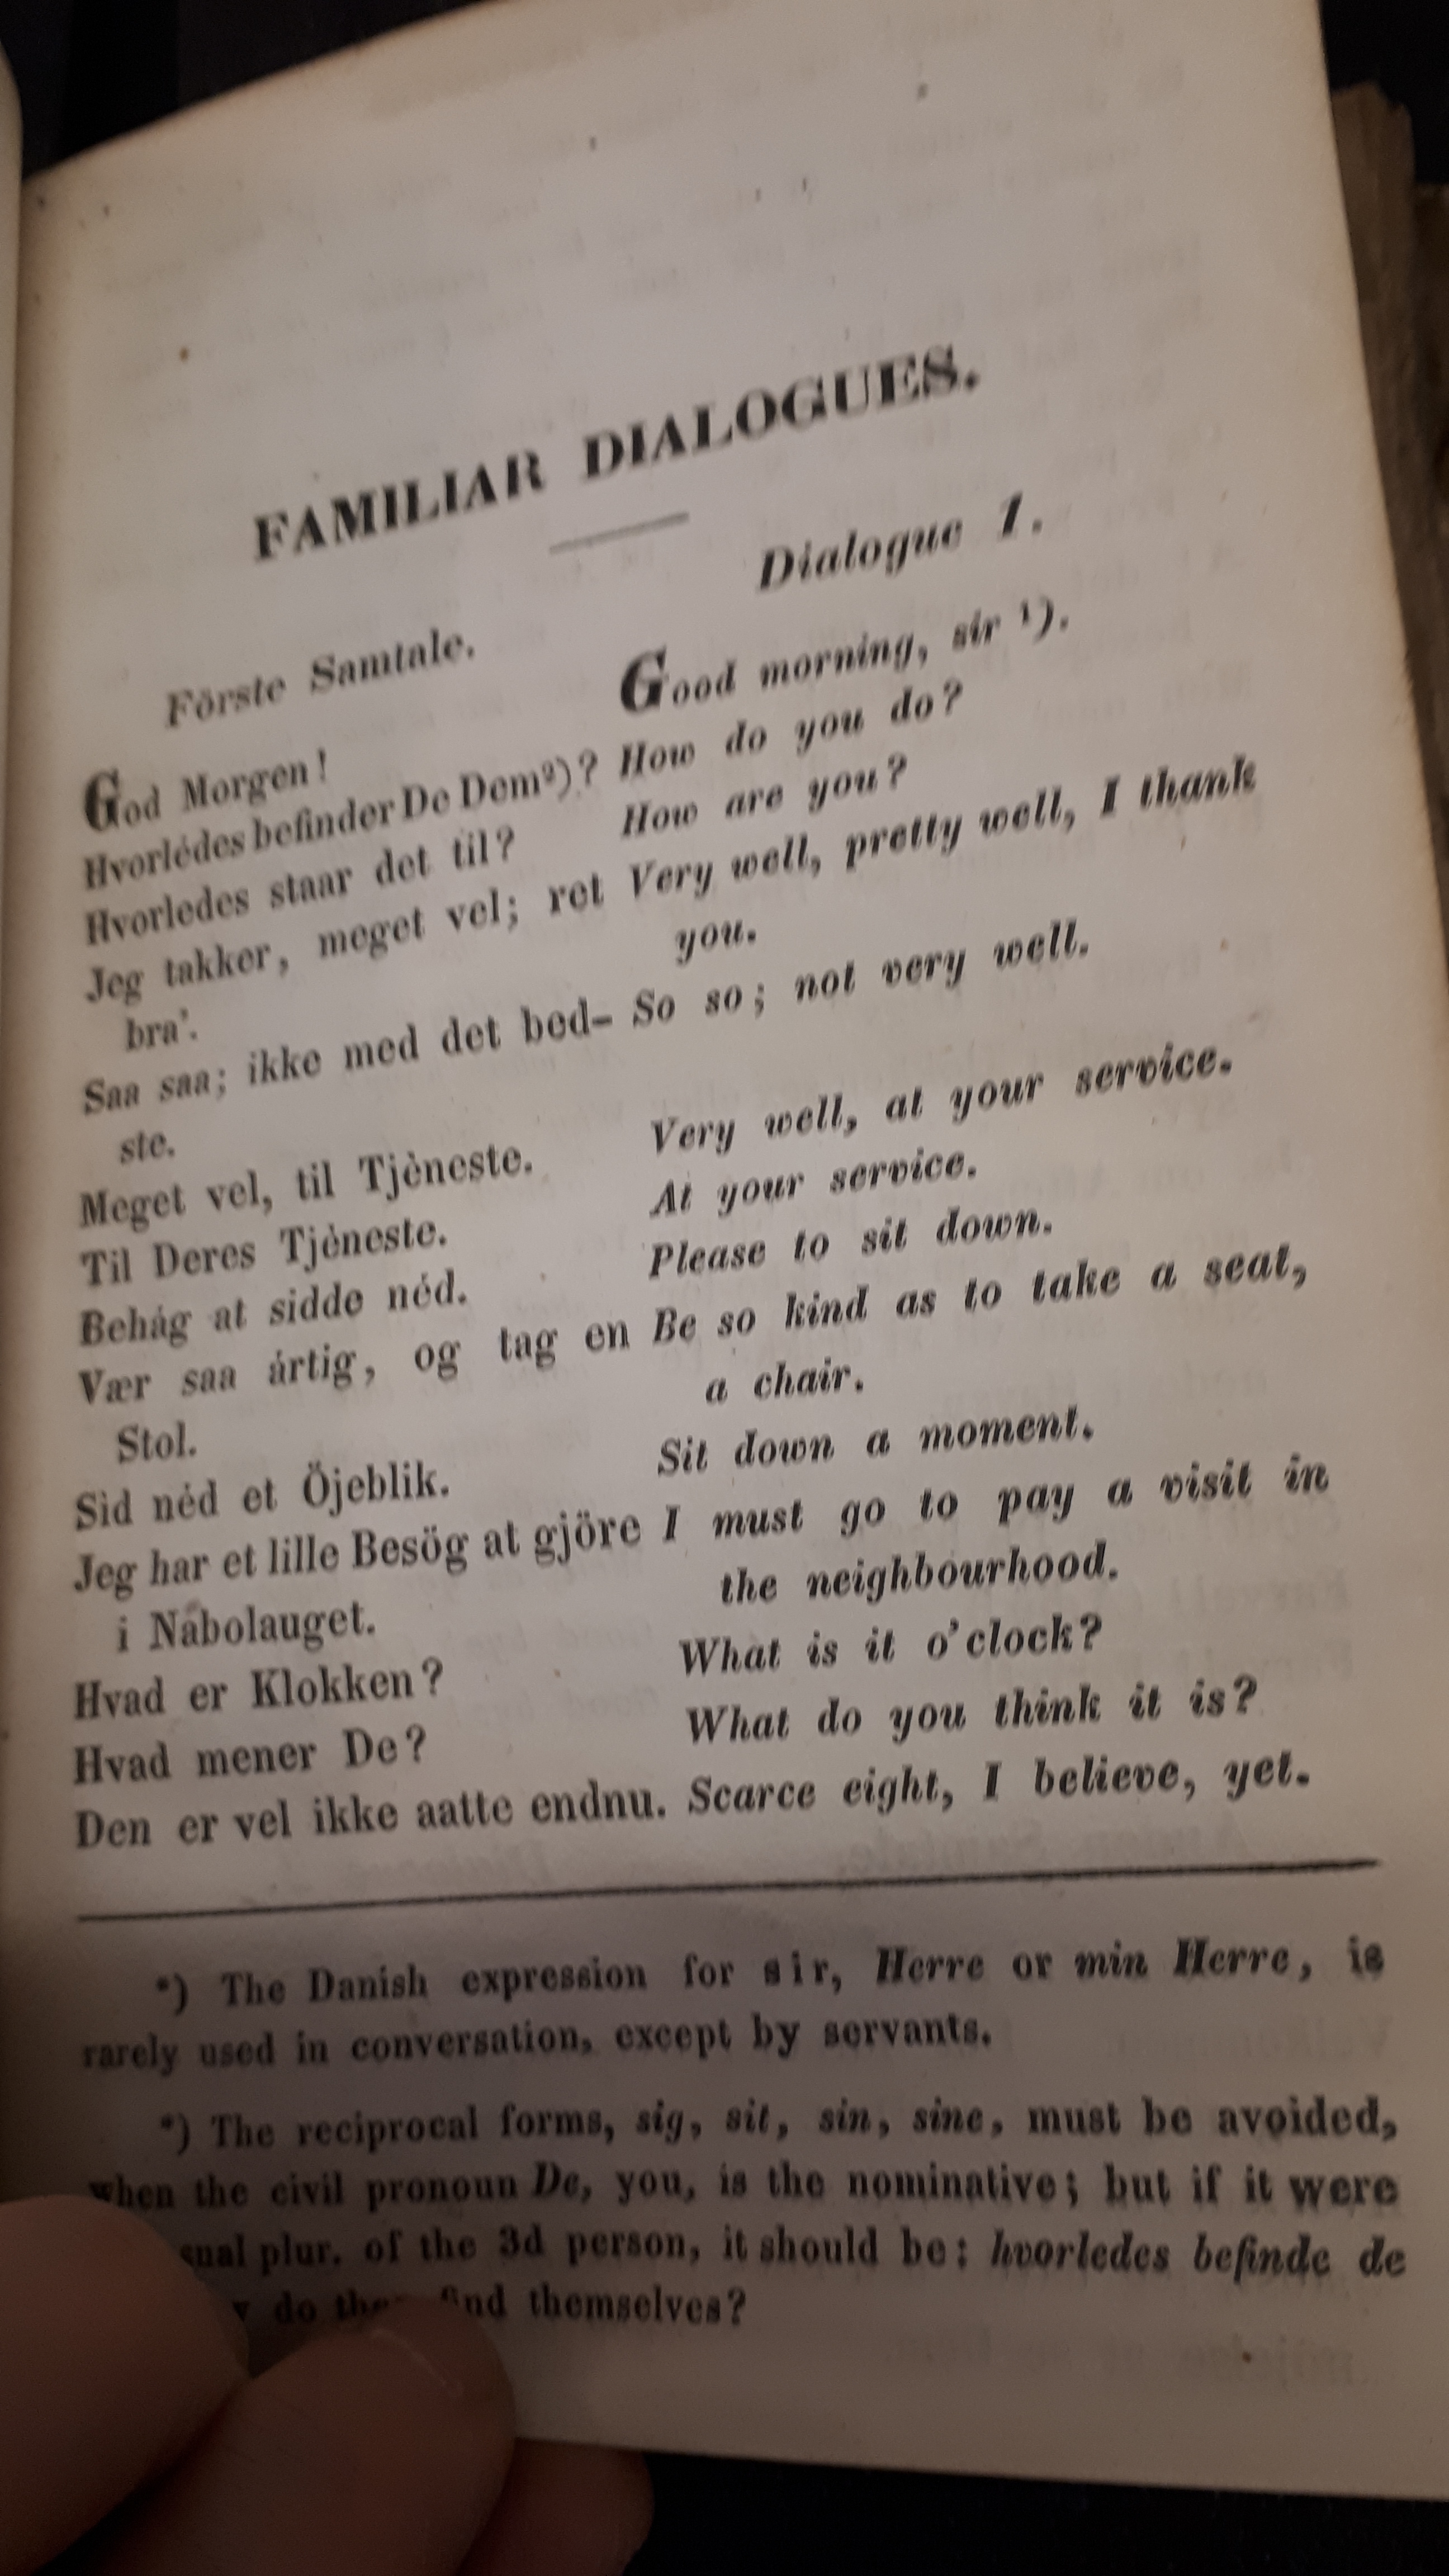 FAMILIAR DIALOGUES.
Förste Samtale.
God Morgen!
Hvorlédes befinder De Dem²)?
Hvorledes staar det til?
Jeg takker, meget vel; ret
bra'.
Saa saa; ikke med det bed-
ste.
Meget vel, til Tjèneste.
Til Deres Tjèneste.
Behág at sidde néd.
Vær saa ártig, og tag en
Stol.
Sid néd et Öjeblik.
Jeg har et lille Besög at gjöre
i Nábolauget.
Hvad er Klokken?
Hvad mener De?
Den er vel ikke aatte endnu.
Dialogue 1.
Good morning, sir ¹).
How do you do?
How are you?
Very well, pretty well, I thank
you.
So so; not very well.
Very well, at your service.
At your service.
Please to sit down.
Be so kind as to take a seat,
a chair.
Sit down a moment.
I must go to pay a visit in
the neighbourhood.
What is it o'clock?
What do you think it is?
Scarce eight, I believe, yet.
¹) The Danish expression for sir, Herre or min Herre, is
rarely used in conversation, except by servants.
²) The reciprocal forms, sig, sit, sin, sine, must be avoided,
when the civil pronoun De, you, is the nominative; but if it were
plur. of the 3d person, it should be: hvorledes befinde de
do find themselves?